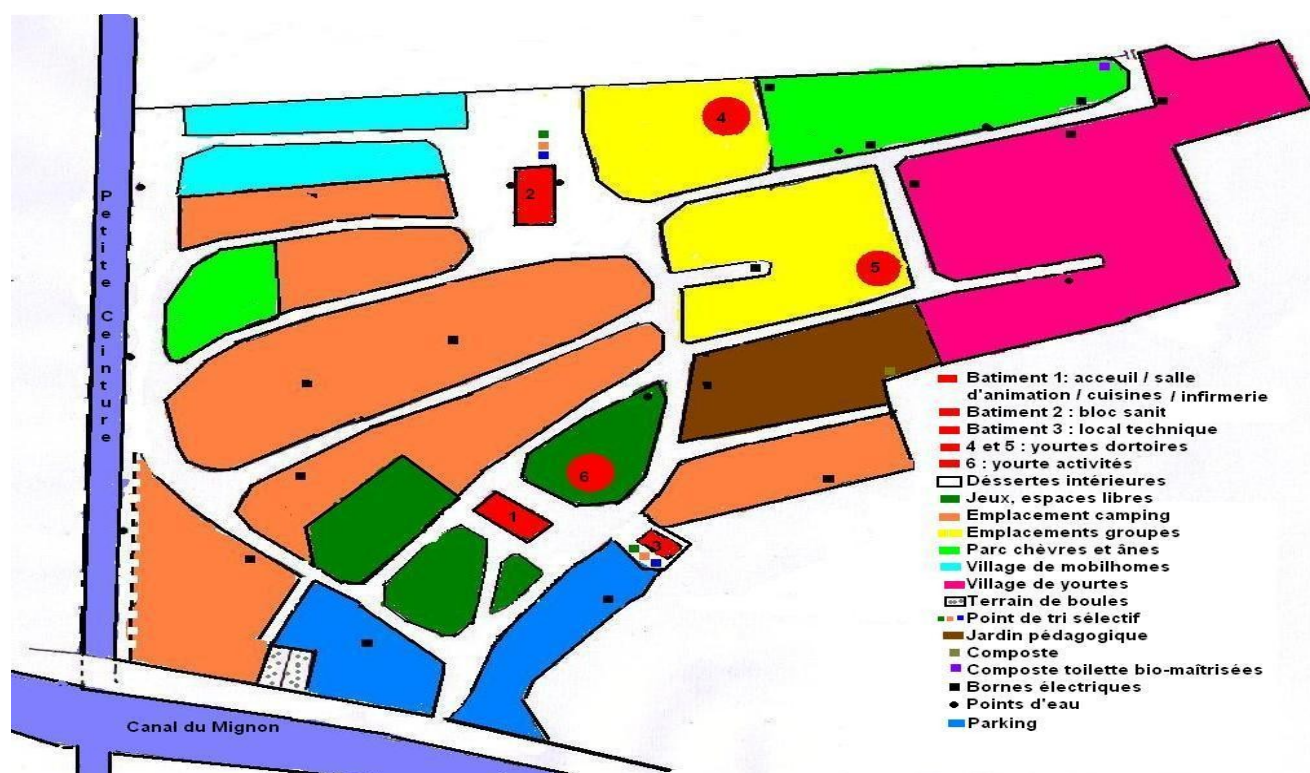 Petite Ceinture
Canal du Mignon
4
2
5
6
1
3
Batiment 1: acceuil / salle
d'animation / cuisines / infirmerie
Batiment 2 : bloc sanit
Batiment 3 : local technique
4 et 5 : yourtes dortoires
6 : yourte activités
Déssertes intérieures
Jeux, espaces libres
Emplacement camping
Emplacements groupes
Parc chèvres et ânes
Village de mobilhomes
Village de yourtes
Terrain de boules
Point de tri sélectif
Jardin pédagogique
Composte
Composte toilette bio-maîtrisées
Bornes électriques
Points d'eau
Parking